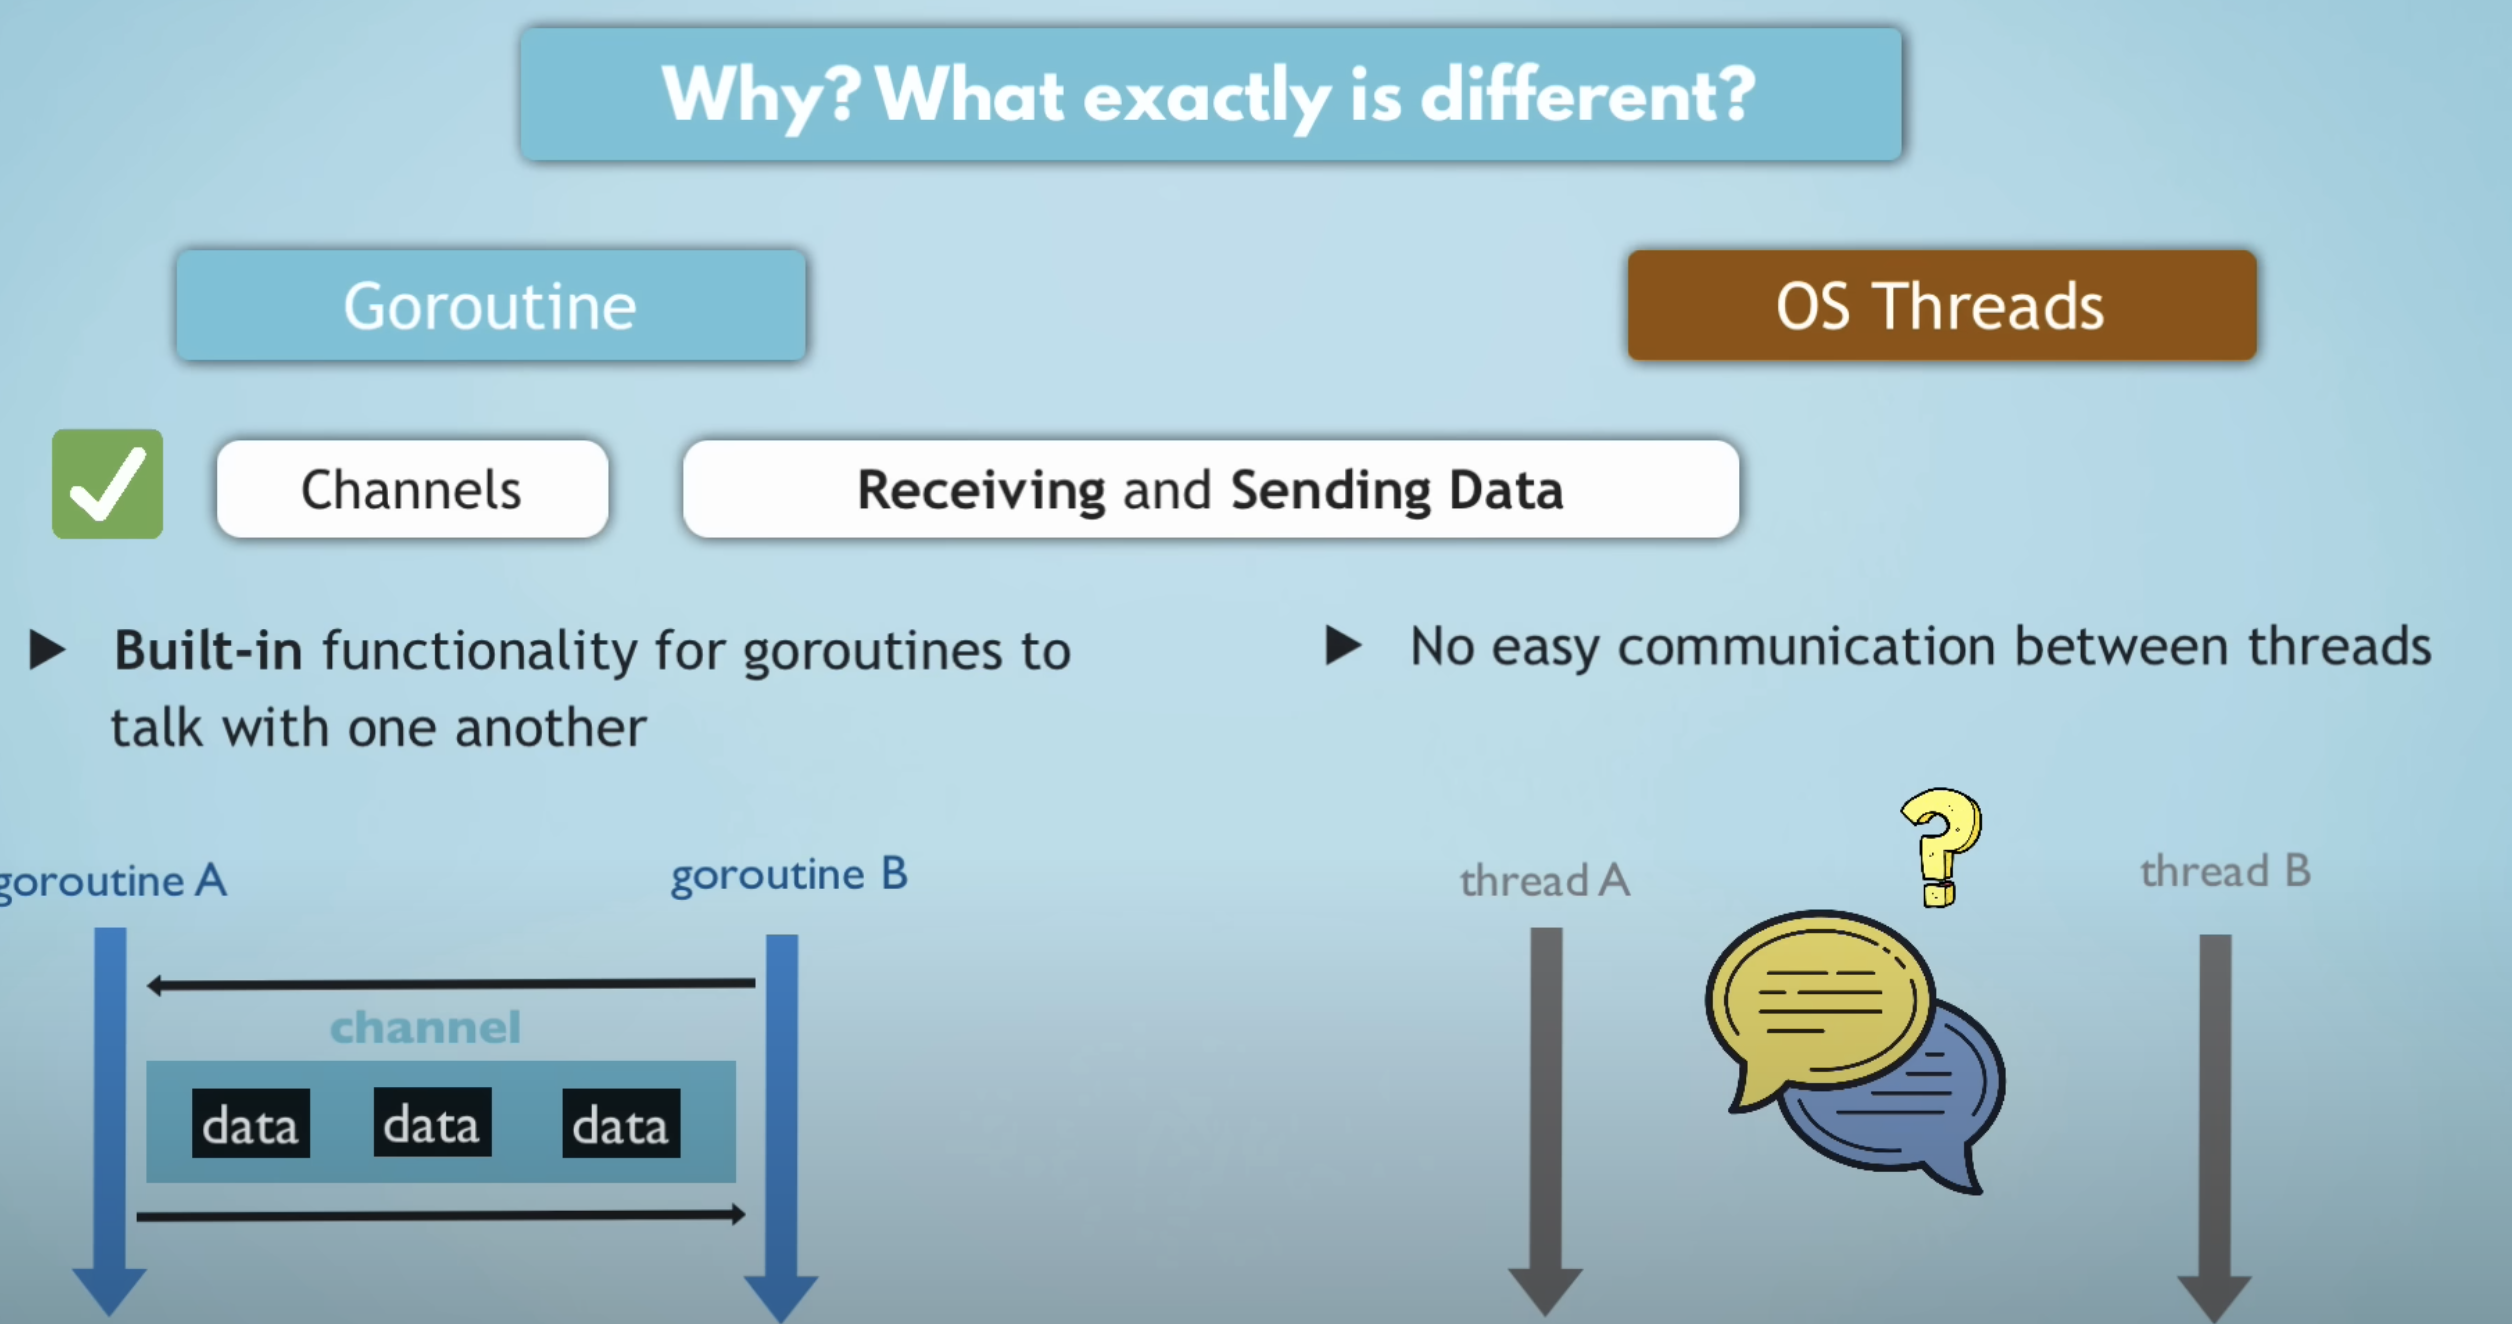 Why? What exactly is different?
Goroutine
OS Threads
Channels
Receiving and Sending Data
Built-in functionality for goroutines to
talk with one another
No easy communication between threads
goroutine A
goroutine B
channel
data data data
thread A
thread B
?